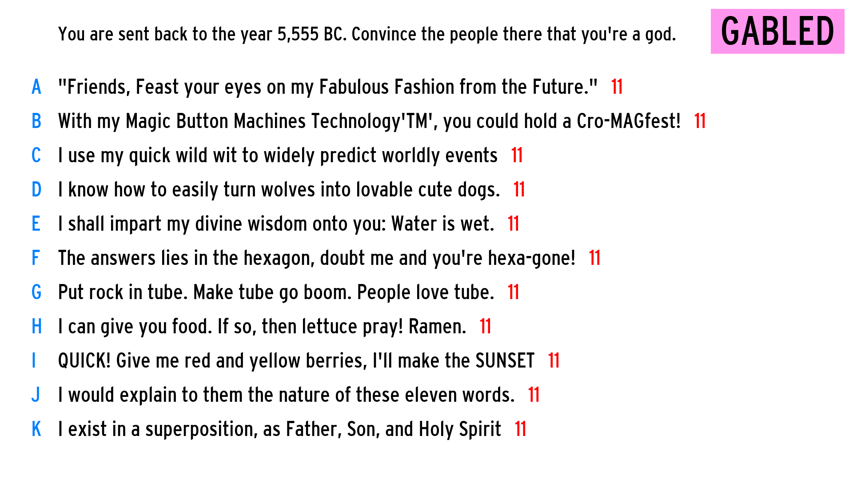 You are sent back to the year 5,555 BC. Convince the people there that you're a god.
GABLED
A "Friends, Feast your eyes on my Fabulous Fashion from the Future." 11
B With my Magic Button Machines Technology'TM', you could hold a Cro-MAGfest! 11
C I use my quick wild wit to widely predict worldly events 11
D I know how to easily turn wolves into lovable cute dogs. 11
E I shall impart my divine wisdom onto you: Water is wet. 11
F The answers lies in the hexagon, doubt me and you're hexa-gone! 11
G Put rock in tube. Make tube go boom. People love tube. 11
H I can give you food. If so, then lettuce pray! Ramen. 11
I QUICK! Give me red and yellow berries, I'll make the SUNSET 11
J I would explain to them the nature of these eleven words. 11
K I exist in a superposition, as Father, Son, and Holy Spirit 11